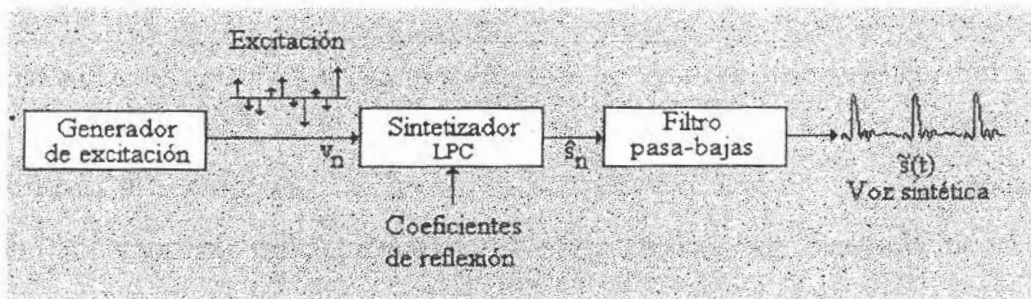 Excitación
Generador
de excitación
v_n
Sintetizador
LPC
ŝ_n
Filtro
pasa-bajas
s̃(t)
Voz sintética
Coeficientes
de reflexión